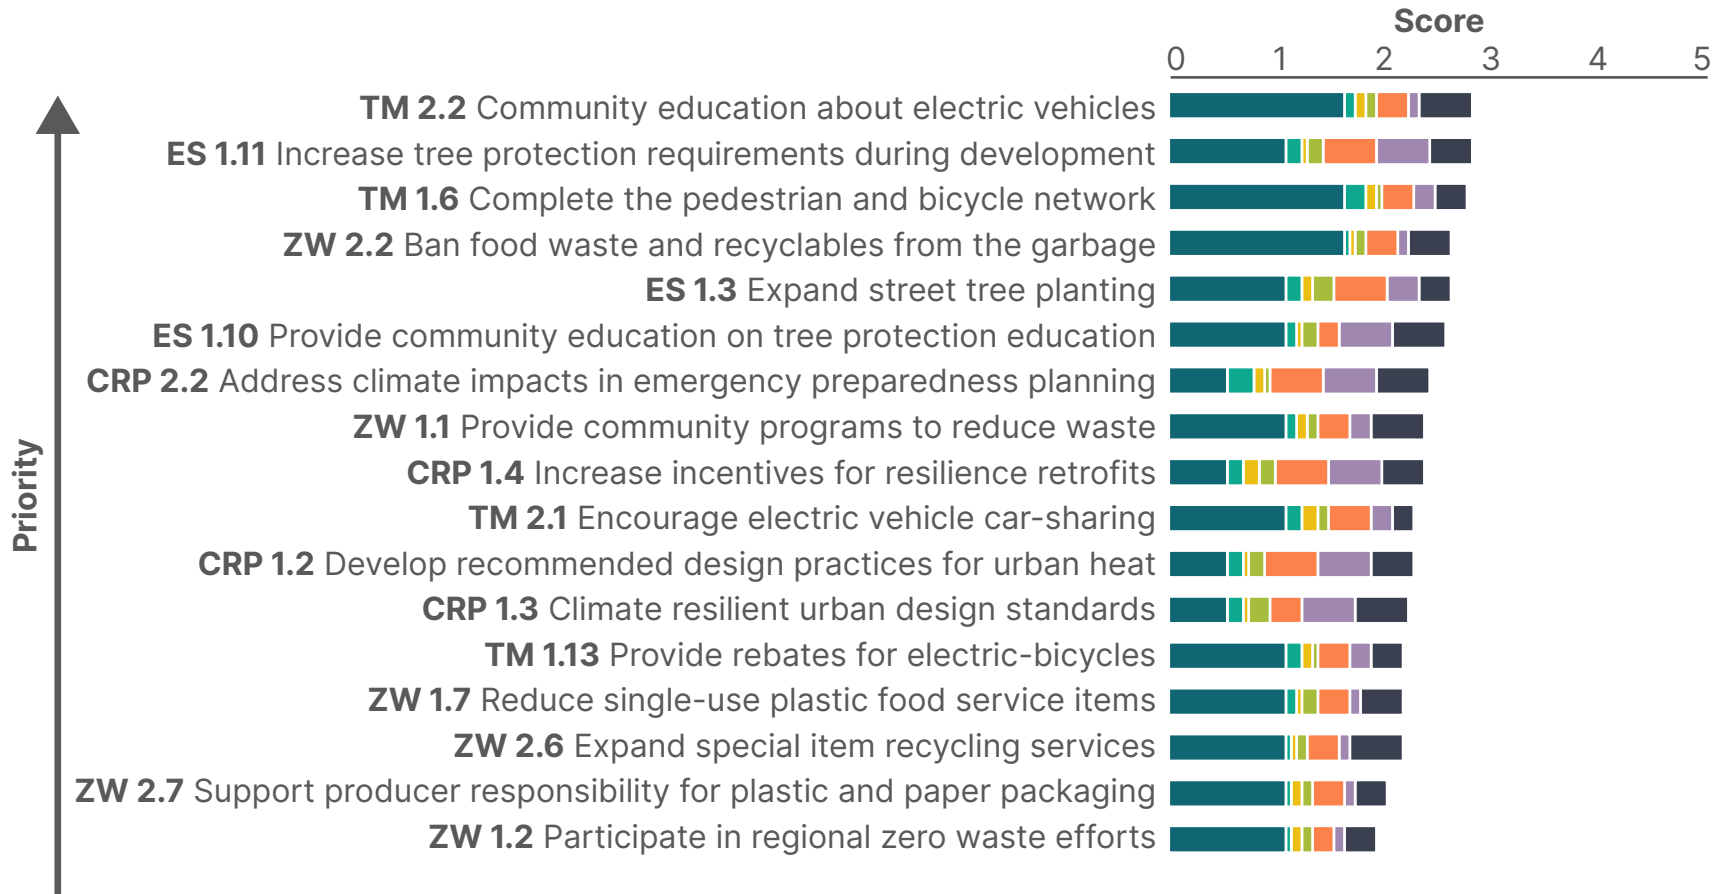 Score
0 1 2 3 4 5
TM 2.2 Community education about electric vehicles
ES 1.11 Increase tree protection requirements during development
TM 1.6 Complete the pedestrian and bicycle network
ZW 2.2 Ban food waste and recyclables from the garbage
ES 1.3 Expand street tree planting
ES 1.10 Provide community education on tree protection education
CRP 2.2 Address climate impacts in emergency preparedness planning
ZW 1.1 Provide community programs to reduce waste
CRP 1.4 Increase incentives for resilience retrofits
TM 2.1 Encourage electric vehicle car-sharing
CRP 1.2 Develop recommended design practices for urban heat
CRP 1.3 Climate resilient urban design standards
TM 1.13 Provide rebates for electric-bicycles
ZW 1.7 Reduce single-use plastic food service items
ZW 2.6 Expand special item recycling services
ZW 2.7 Support producer responsibility for plastic and paper packaging
ZW 1.2 Participate in regional zero waste efforts
Priority